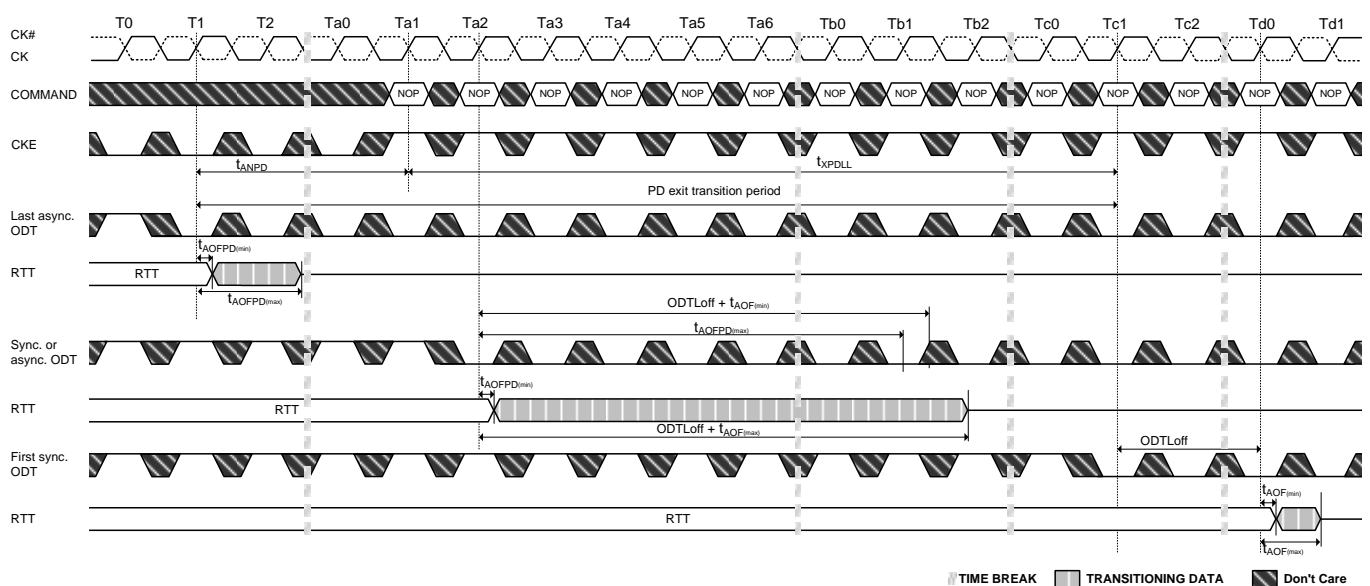 T0 T1 T2 Ta0 Ta1 Ta2 Ta3 Ta4 Ta5 Ta6 Tb0 Tb1 Tb2 Tc0 Tc1 Tc2 Td0 Td1
CK#
CK
COMMAND NOP NOP NOP NOP NOP NOP NOP NOP NOP NOP NOP NOP NOP NOP
CKE
tANPD tXPDLL
PD exit transition period
Last async.
ODT
tAOFPD(min)
RTT RTT
tAOFPD(max)
ODTLoff + tAOF(min)
tAOFPD(max)
Sync. or
async. ODT
tAOFPD(min)
RTT RTT
ODTLoff + tAOF(max)
ODTLoff
First sync.
ODT
tAOF(min)
RTT RTT
tAOF(max)
TIME BREAK TRANSITIONING DATA Don't Care